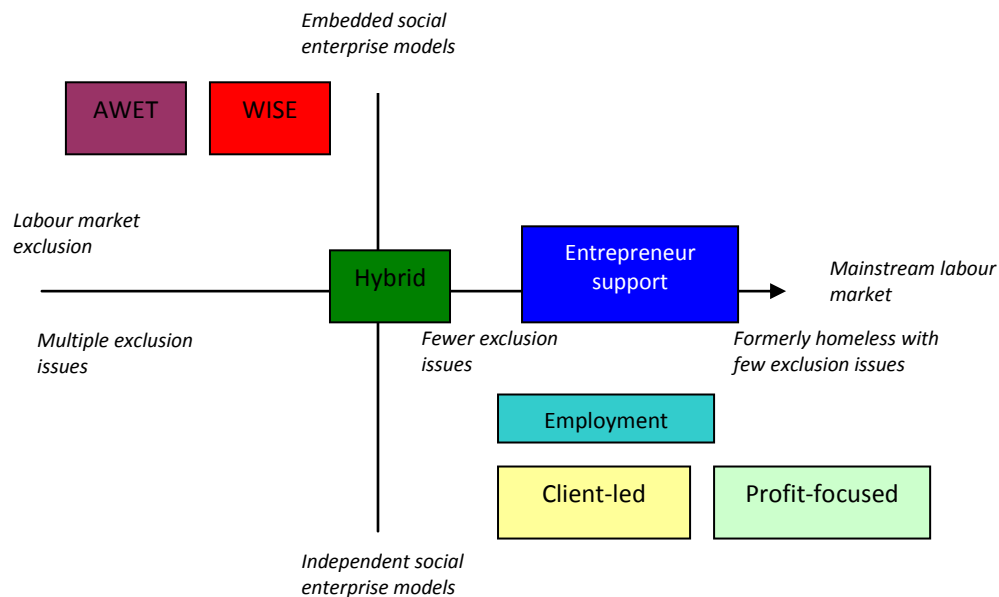 Embedded social
enterprise models
AWET
WISE
Labour market
exclusion
Hybrid
Entrepreneur
support
Mainstream labour
market
Multiple exclusion
issues
Fewer exclusion
issues
Formerly homeless with
few exclusion issues
Employment
Client-led
Profit-focused
Independent social
enterprise models